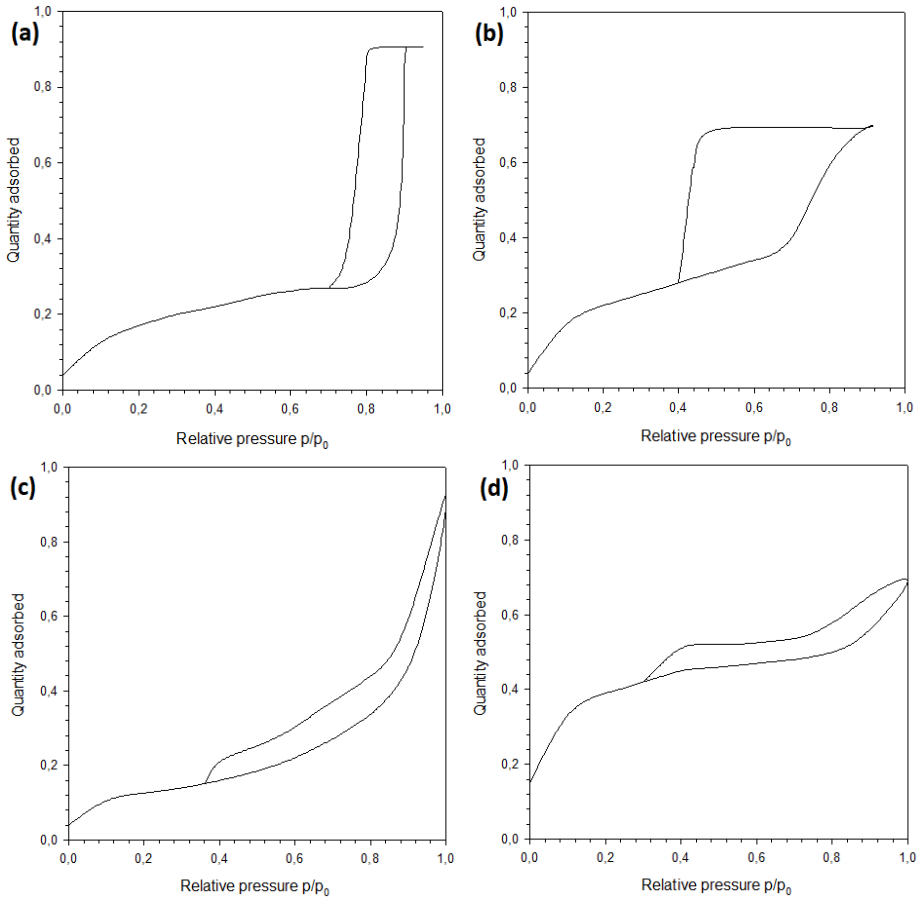 (a)
1,0
0,8
0,6
0,4
0,2
0,0
Quantity adsorbed
0,0 0,2 0,4 0,6 0,8 1,0
Relative pressure p/p₀
(b)
1,0
0,8
0,6
0,4
0,2
0,0
Quantity adsorbed
0,0 0,2 0,4 0,6 0,8 1,0
Relative pressure p/p₀
(c)
1,0
0,8
0,6
0,4
0,2
0,0
Quantity adsorbed
0,0 0,2 0,4 0,6 0,8 1,0
Relative pressure p/p₀
(d)
1,0
0,8
0,6
0,4
0,2
0,0
Quantity adsorbed
0,0 0,2 0,4 0,6 0,8 1,0
Relative pressure p/p₀